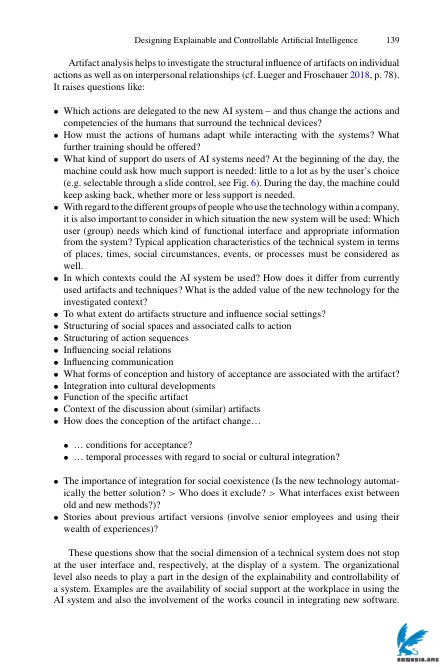 Designing Explainable and Controllable Artificial Intelligence 139
Artifact analysis helps to investigate the structural influence of artifacts on individual
actions as well as on interpersonal relationships (cf. Lueger and Froschauer 2018, p. 78).
It raises questions like:
• Which actions are delegated to the new AI system – and thus change the actions and
competencies of the humans that surround the technical devices?
• How must the actions of humans adapt while interacting with the systems? What
further training should be offered?
• What kind of support do users of AI systems need? At the beginning of the day, the
machine could ask how much support is needed: little to a lot as by the user's choice
(e.g. selectable through a slide control, see Fig. 6). During the day, the machine could
keep asking back, whether more or less support is needed.
• With regard to the different groups of people who use the technology within a company,
it is also important to consider in which situation the new system will be used: Which
user (group) needs which kind of functional interface and appropriate information
from the system? Typical application characteristics of the technical system in terms
of places, times, social circumstances, events, or processes must be considered as
well.
• In which contexts could the AI system be used? How does it differ from currently
used artifacts and techniques? What is the added value of the new technology for the
investigated context?
• To what extent do artifacts structure and influence social settings?
• Structuring of social spaces and associated calls to action
• Structuring of action sequences
• Influencing social relations
• Influencing communication
• What forms of conception and history of acceptance are associated with the artifact?
• Integration into cultural developments
• Function of the specific artifact
• Context of the discussion about (similar) artifacts
• How does the conception of the artifact change…
• … conditions for acceptance?
• … temporal processes with regard to social or cultural integration?
• The importance of integration for social coexistence (Is the new technology automat-
ically the better solution? > Who does it exclude? > What interfaces exist between
old and new methods?)?
• Stories about previous artifact versions (involve senior employees and using their
wealth of experiences)?
These questions show that the social dimension of a technical system does not stop
at the user interface and, respectively, at the display of a system. The organizational
level also needs to play a part in the design of the explainability and controllability of
a system. Examples are the availability of social support at the workplace in using the
AI system and also the involvement of the works council in integrating new software.